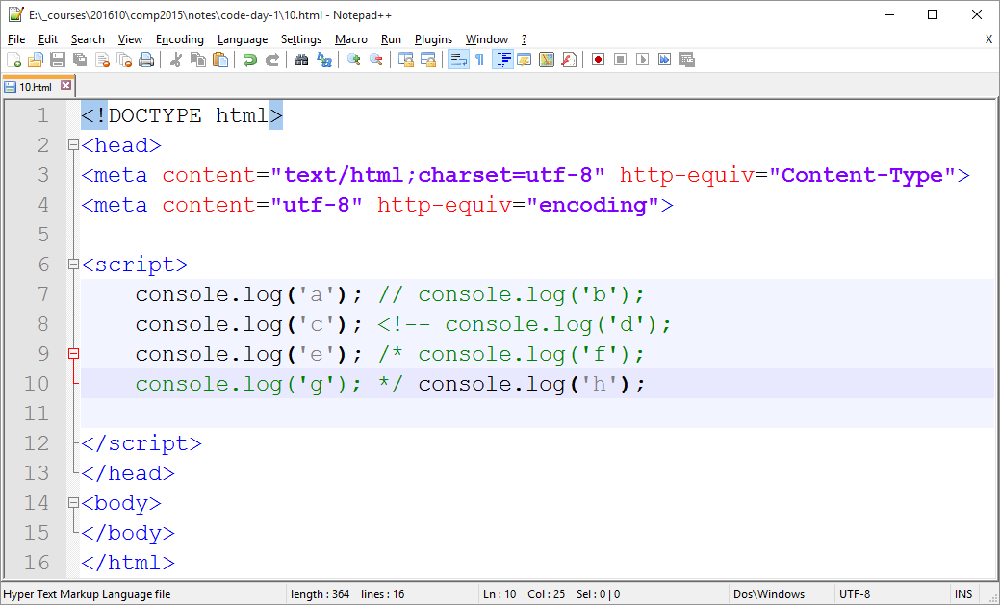 E:\_courses\201610\comp2015\notes\code-day-1\10.html - Notepad++
File Edit Search View Encoding Language Settings Macro Run Plugins Window ? X
10.html
1 <!DOCTYPE html>
2 <head>
3 <meta content="text/html;charset=utf-8" http-equiv="Content-Type">
4 <meta content="utf-8" http-equiv="encoding">
5
6 <script>
7 console.log('a'); // console.log('b');
8 console.log('c'); <!-- console.log('d');
9 console.log('e'); /* console.log('f');
10 console.log('g'); */ console.log('h');
11
12 </script>
13 </head>
14 <body>
15 </body>
16 </html>
Hyper Text Markup Language file length : 364 lines : 16 Ln : 10 Col : 25 Sel : 0 | 0 Dos\Windows UTF-8 INS